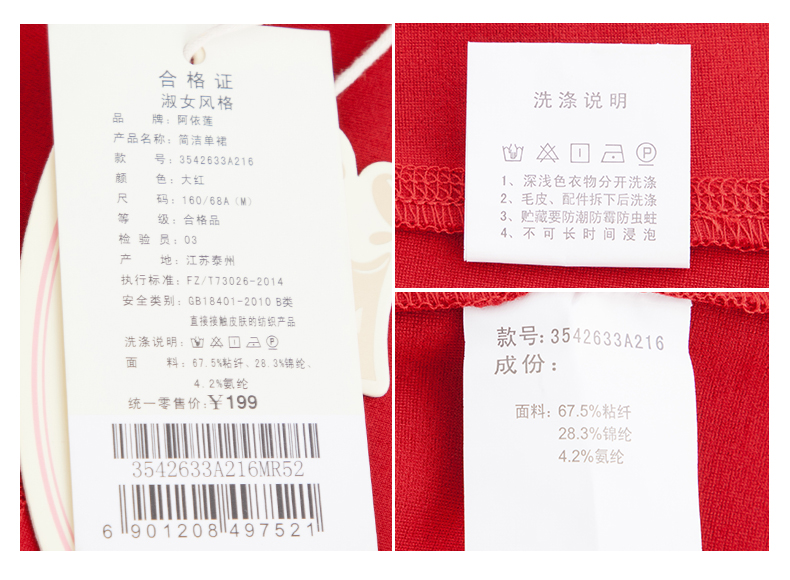 合格证
淑女风格
品 牌：阿依莲
产品名称：简洁单裙
款 号：3542633A216
颜 色：大红
尺 码：160/68A（M）
等 级：合格品
检 验 员：03
产 地：江苏泰州
执行标准：FZ/T73026-2014
安全类别：GB18401-2010 B类
直接接触皮肤的纺织产品
洗涤说明：
面 料：67.5%粘纤、28.3%锦纶、
4.2%氨纶
统一零售价：￥199
3542633A216MR52
6 901208 497521
洗涤说明
1、深浅色衣物分开洗涤
2、毛皮、配件拆下后洗涤
3、贮藏要防潮防霉防虫蛀
4、不可长时间浸泡
款号：3542633A216
成份：
面料：67.5%粘纤
28.3%锦纶
4.2%氨纶